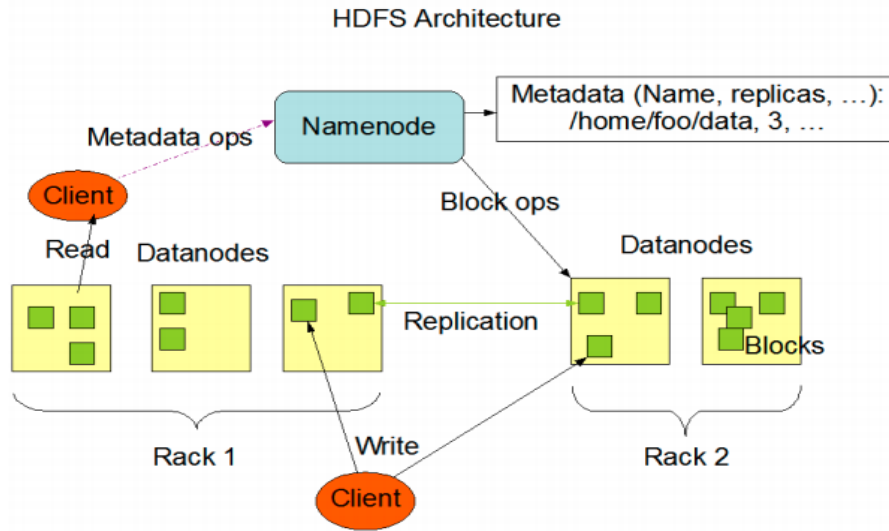 HDFS Architecture
Metadata (Name, replicas, ...):
/home/foo/data, 3, ...
Namenode
Metadata ops
Client
Block ops
Read
Datanodes
Datanodes
Replication
Blocks
Rack 1
Write
Rack 2
Client